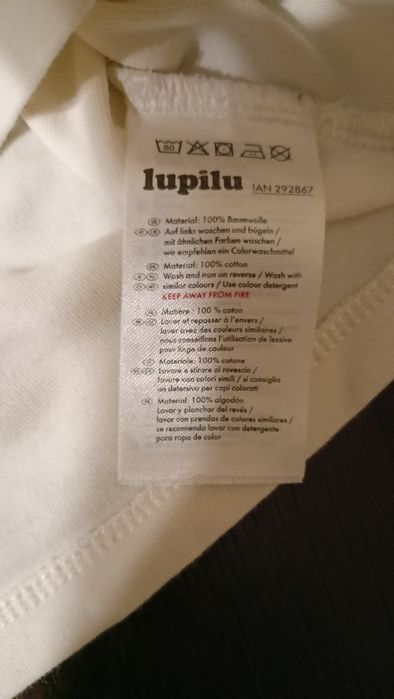 60
lupilu IAN 292867
Material: 100% Baumwolle
Auf links waschen und bügeln /
mit ähnlichen Farben waschen /
wir empfehlen ein Colorwaschmittel
Material: 100% cotton
Wash and iron on reverse / Wash with
similar colours / Use colour detergent
KEEP AWAY FROM FIRE
Matière: 100 % coton
Laver et repasser à l'envers /
laver avec des couleurs similaires /
nous conseillons l'utilisation de lessive
pour linge de couleur
Materiale: 100% cotone
Lavare e stirare al rovescio /
lavare con colori simili / si consiglia
un detersivo per capi colorati
Material: 100% algodón
Lavar y planchar del revés /
lavar con prendas de colores similares /
se recomienda lavar con detergente
para ropa de color